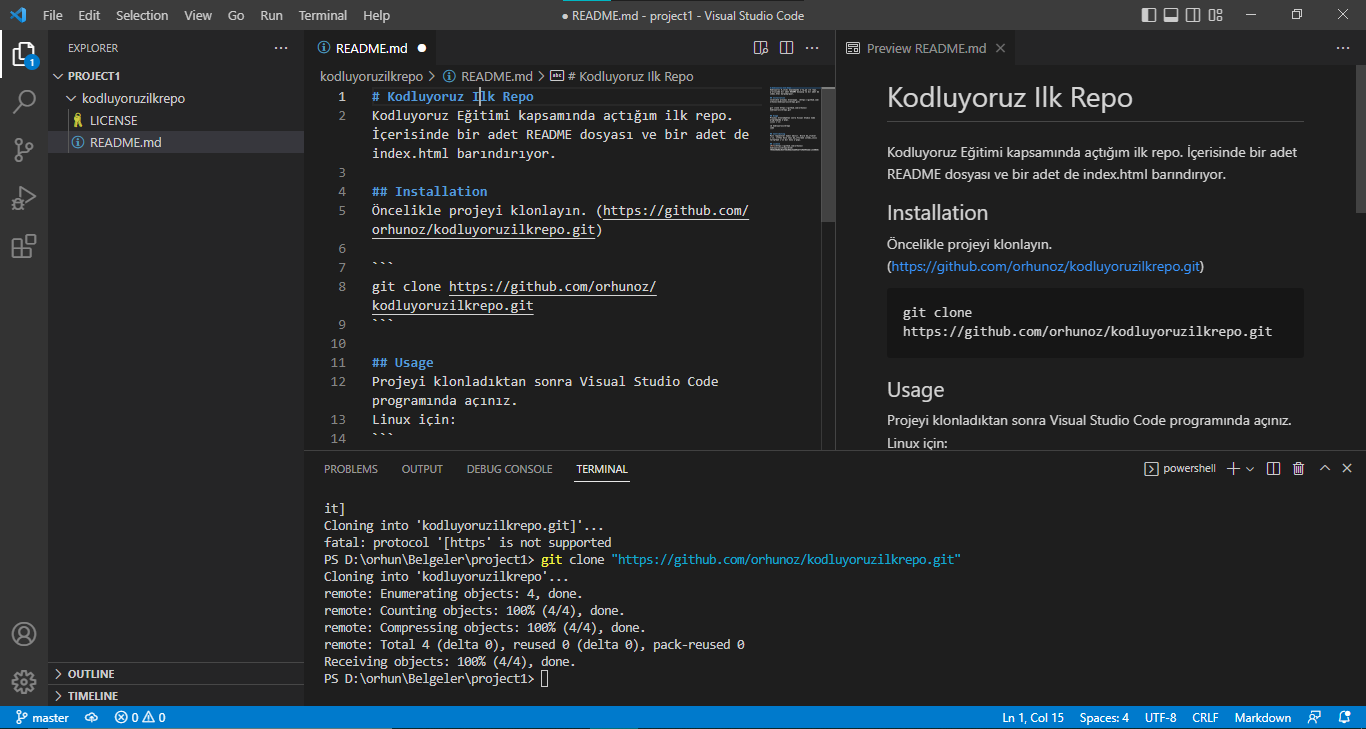 File Edit Selection View Go Run Terminal Help
● README.md - project1 - Visual Studio Code
EXPLORER
PROJECT1
kodluyoruzilkrepo
LICENSE
README.md
OUTLINE
TIMELINE
1
README.md
kodluyoruzilkrepo > README.md > # Kodluyoruz Ilk Repo
1 # Kodluyoruz Ilk Repo
2 Kodluyoruz Eğitimi kapsamında açtığım ilk repo.
İçerisinde bir adet README dosyası ve bir adet de
index.html barındırıyor.
3
4 ## Installation
5 Öncelikle projeyi klonlayın. (https://github.com/
orhunoz/kodluyoruzilkrepo.git)
6
7 ```
8 git clone https://github.com/orhunoz/
kodluyoruzilkrepo.git
9 ```
10
11 ## Usage
12 Projeyi klonladıktan sonra Visual Studio Code
programında açınız.
13 Linux için:
14 ```
Preview README.md
Kodluyoruz Ilk Repo
Kodluyoruz Eğitimi kapsamında açtığım ilk repo. İçerisinde bir adet
README dosyası ve bir adet de index.html barındırıyor.
Installation
Öncelikle projeyi klonlayın.
(https://github.com/orhunoz/kodluyoruzilkrepo.git)
git clone
https://github.com/orhunoz/kodluyoruzilkrepo.git
Usage
Projeyi klonladıktan sonra Visual Studio Code programında açınız.
Linux için:
PROBLEMS OUTPUT DEBUG CONSOLE TERMINAL
powershell
it]
Cloning into 'kodluyoruzilkrepo.git]'...
fatal: protocol '[https' is not supported
PS D:\orhun\Belgeler\project1> git clone "https://github.com/orhunoz/kodluyoruzilkrepo.git"
Cloning into 'kodluyoruzilkrepo'...
remote: Enumerating objects: 4, done.
remote: Counting objects: 100% (4/4), done.
remote: Compressing objects: 100% (4/4), done.
remote: Total 4 (delta 0), reused 0 (delta 0), pack-reused 0
Receiving objects: 100% (4/4), done.
PS D:\orhun\Belgeler\project1>
master 0 0 Ln 1, Col 15 Spaces: 4 UTF-8 CRLF Markdown